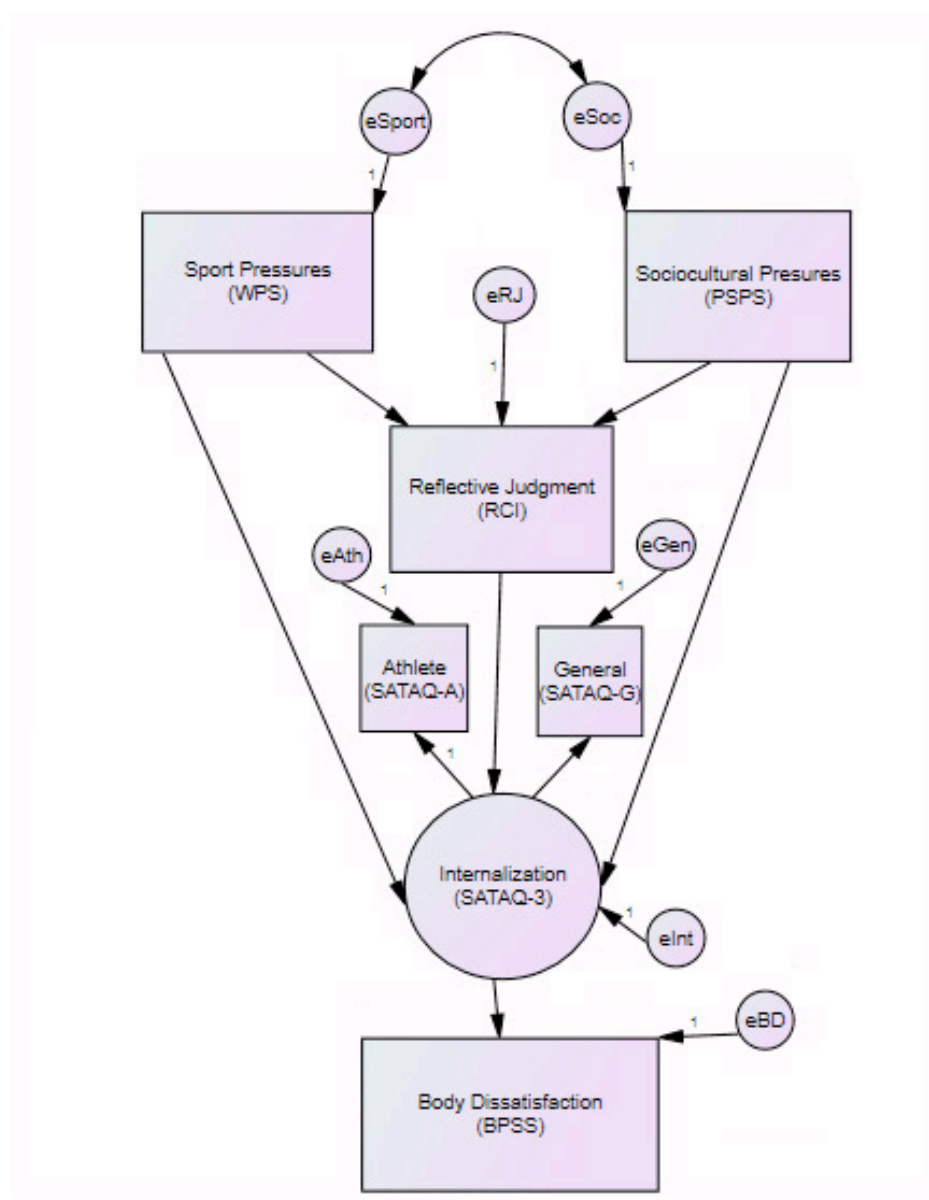 eSport
eSoc
1
1
Sport Pressures
(WPS)
Sociocultural Presures
(PSPS)
eRJ
1
Reflective Judgment
(RCI)
eAth
eGen
1
1
Athlete
(SATAQ-A)
General
(SATAQ-G)
1
Internalization
(SATAQ-3)
1
eInt
eBD
1
Body Dissatisfaction
(BPSS)